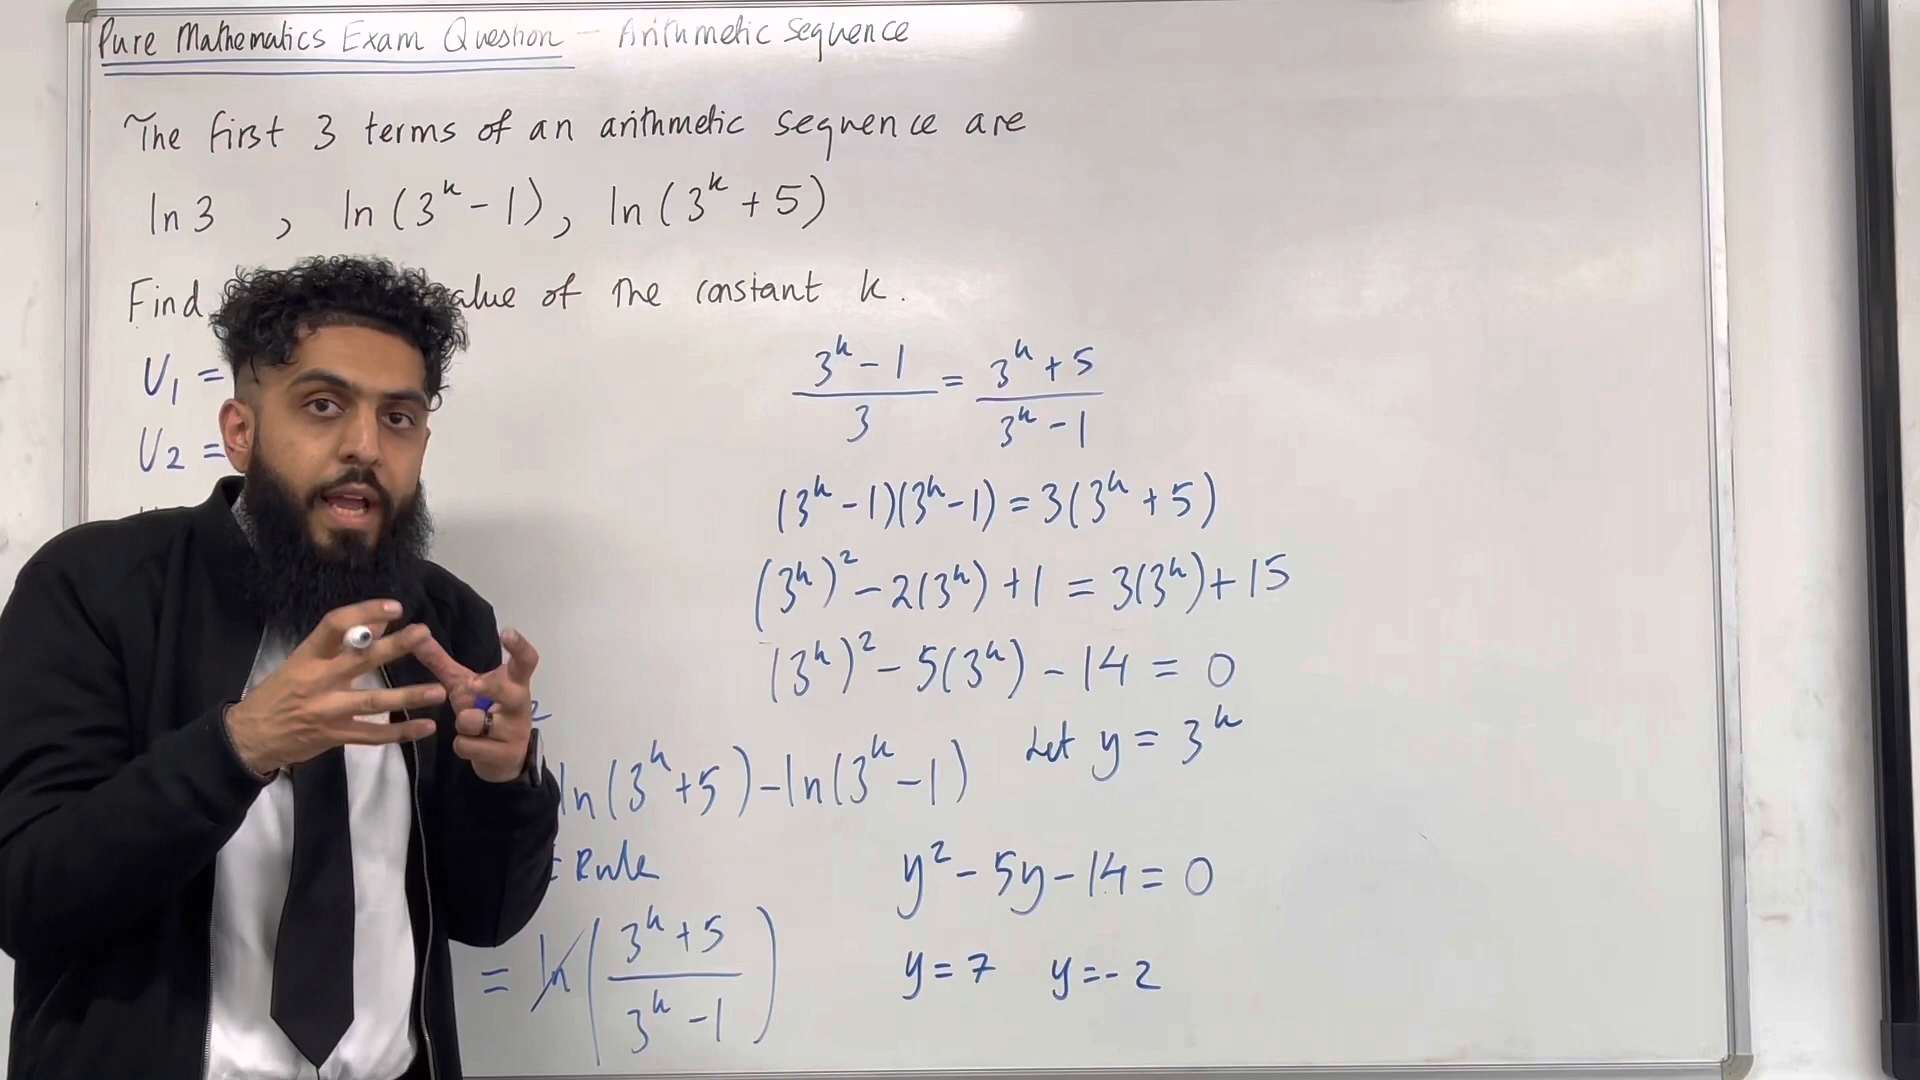 Pure Mathematics Exam Question - Arithmetic Sequence
The first 3 terms of an arithmetic sequence are
ln 3 , ln (3^k - 1), ln (3^k + 5)
Find value of the constant k.
U₁ =
U₂ =
ln(3^k + 5) - ln(3^k - 1)
Rule
= ln((3^k + 5)/(3^k - 1))
(3^k - 1)/3 = (3^k + 5)/(3^k - 1)
(3^k - 1)(3^k - 1) = 3(3^k + 5)
(3^k)² - 2(3^k) + 1 = 3(3^k) + 15
(3^k)² - 5(3^k) - 14 = 0
Let y = 3^k
y² - 5y - 14 = 0
y = 7 y = -2